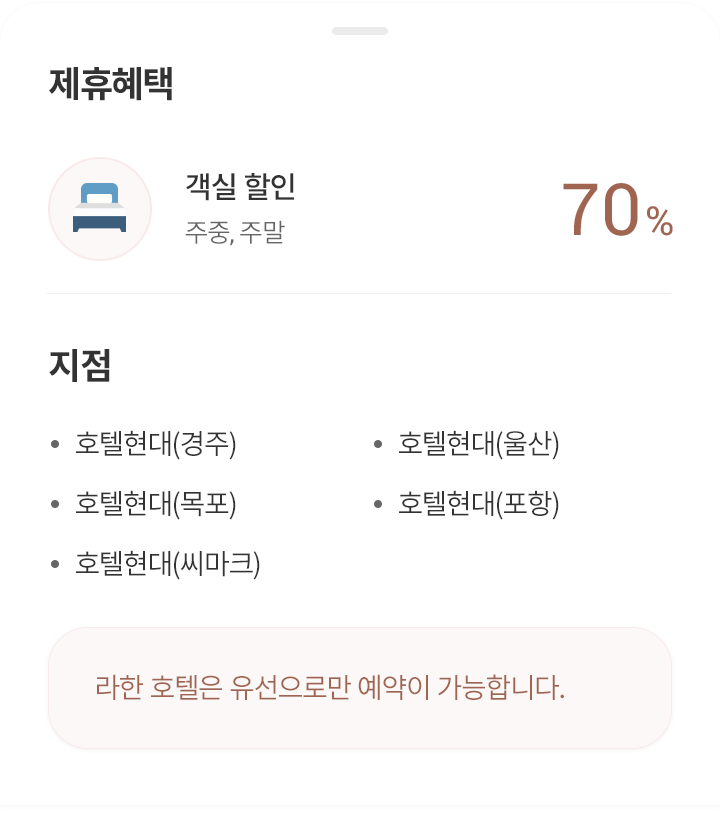 제휴혜택
객실 할인
주중, 주말
70%
지점
호텔현대(경주)
호텔현대(울산)
호텔현대(목포)
호텔현대(포항)
호텔현대(씨마크)
라한 호텔은 유선으로만 예약이 가능합니다.